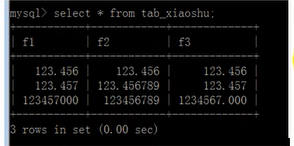 mysql> select * from tab_xiaoshu;
+-----------+------------+-------------+
| f1        | f2         | f3          |
+-----------+------------+-------------+
|   123.456 |    123.456 |     123.456 |
|   123.457 | 123.456789 |     123.457 |
| 123457000 |  123456789 | 1234567.000 |
+-----------+------------+-------------+
3 rows in set (0.00 sec)